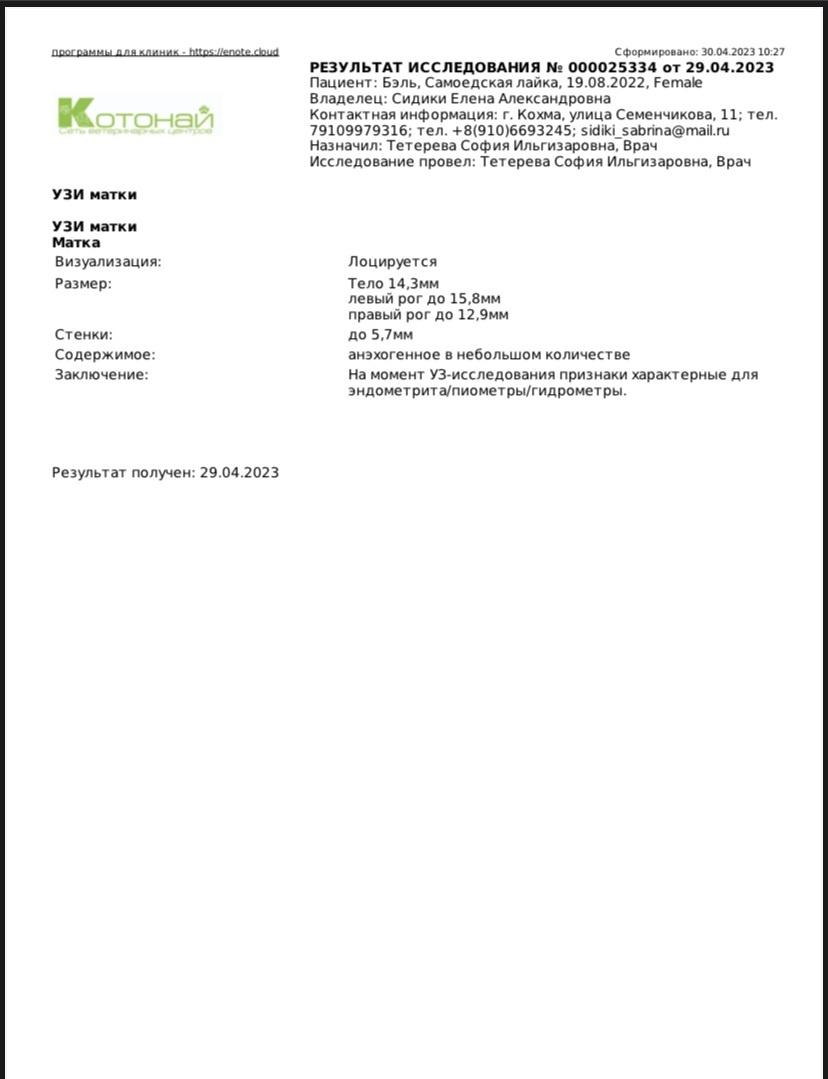 программы для клиник - https://enote.cloud
Сформировано: 30.04.2023 10:27
РЕЗУЛЬТАТ ИССЛЕДОВАНИЯ № 000025334 от 29.04.2023
Пациент: Бэль, Самоедская лайка, 19.08.2022, Female
Владелец: Сидики Елена Александровна
Контактная информация: г. Кохма, улица Семенчикова, 11; тел.
79109979316; тел. +8(910)6693245; sidiki_sabrina@mail.ru
Назначил: Тетерева София Ильгизаровна, Врач
Исследование провел: Тетерева София Ильгизаровна, Врач
Котонай
Сеть ветеринарных центров
УЗИ матки
УЗИ матки
Матка
Визуализация: Лоцируется
Размер: Тело 14,3мм
левый рог до 15,8мм
правый рог до 12,9мм
Стенки: до 5,7мм
Содержимое: анэхогенное в небольшом количестве
Заключение: На момент УЗ-исследования признаки характерные для
эндометрита/пиометры/гидрометры.
Результат получен: 29.04.2023